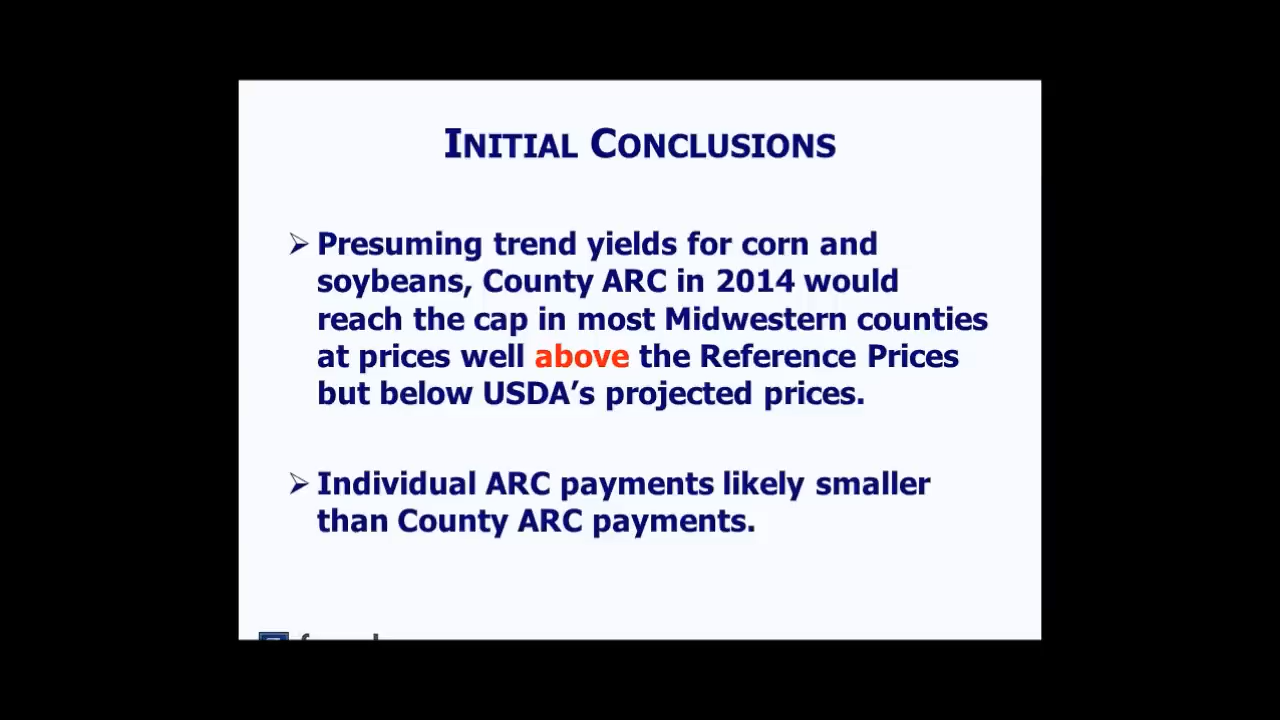 INITIAL CONCLUSIONS
Presuming trend yields for corn and
soybeans, County ARC in 2014 would
reach the cap in most Midwestern counties
at prices well above the Reference Prices
but below USDA's projected prices.
Individual ARC payments likely smaller
than County ARC payments.